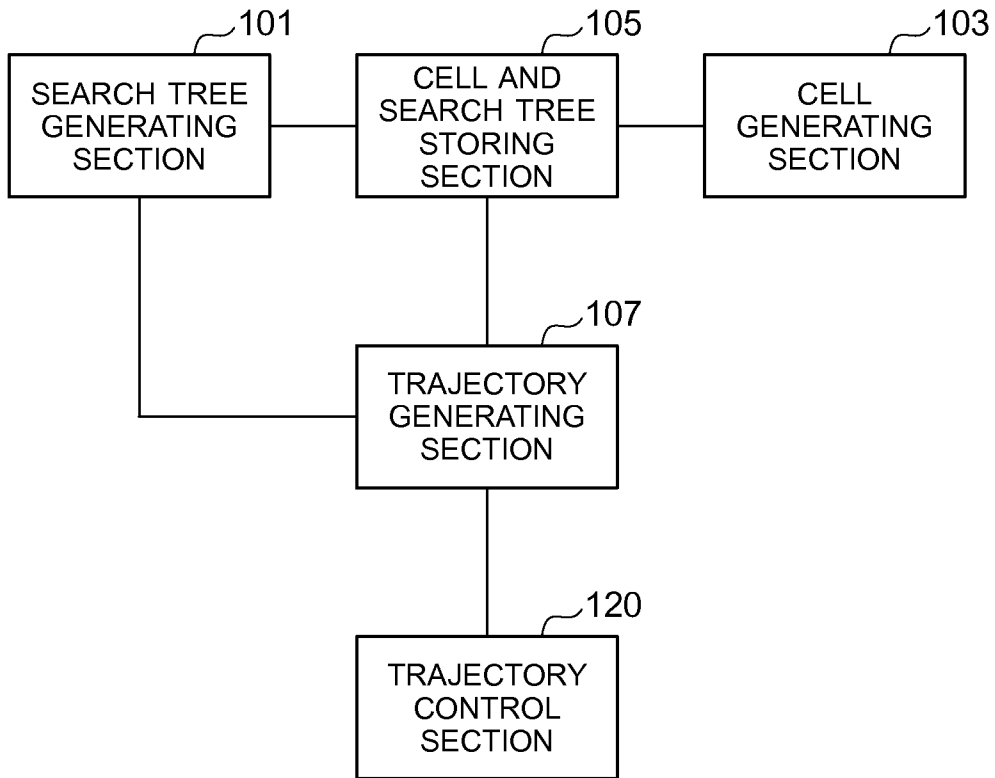 101
SEARCH TREE
GENERATING
SECTION
105
CELL AND
SEARCH TREE
STORING
SECTION
103
CELL
GENERATING
SECTION
107
TRAJECTORY
GENERATING
SECTION
120
TRAJECTORY
CONTROL
SECTION